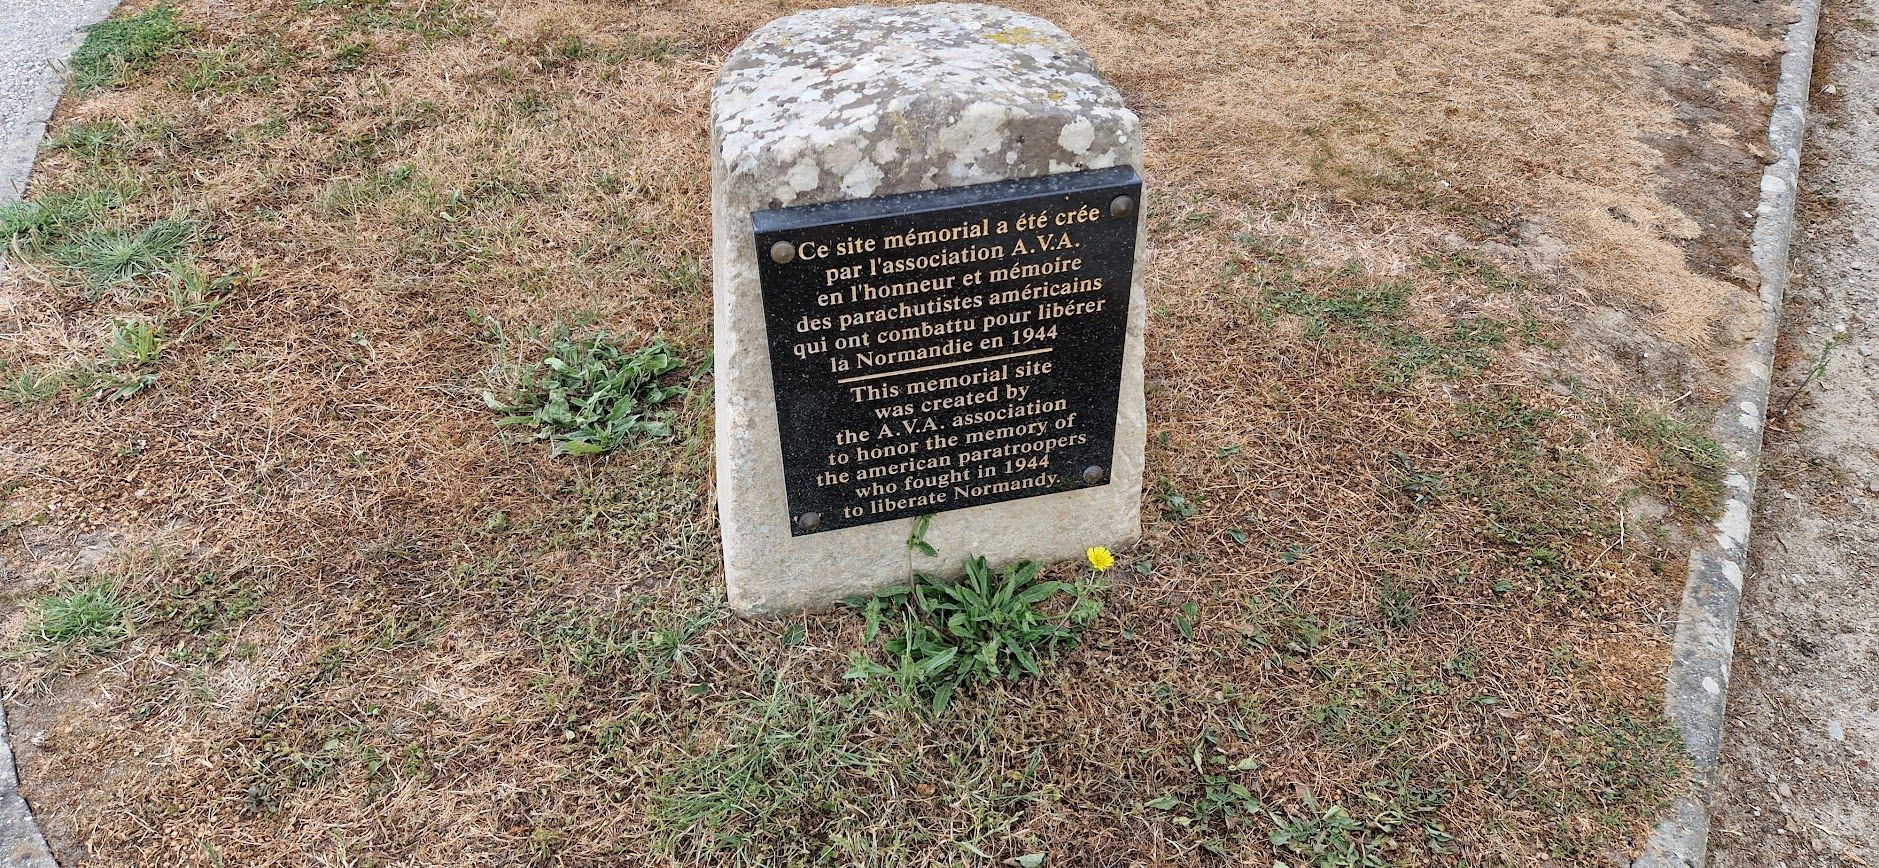 Ce site mémorial a été crée
par l'association A.V.A.
en l'honneur et mémoire
des parachutistes américains
qui ont combattu pour libérer
la Normandie en 1944
This memorial site
was created by
the A.V.A. association
to honor the memory of
the american paratroopers
who fought in 1944
to liberate Normandy.